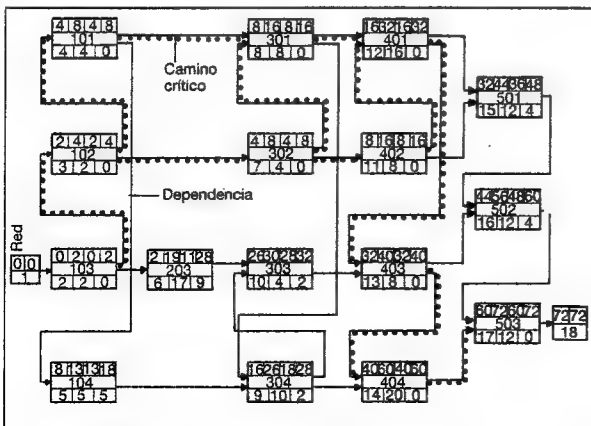 4 8 4 8
101
4 4 0
8 16 8 16
301
8 8 0
16 32 16 32
401
12 16 0
Camino
crítico
32 44 36 48
501
15 12 4
2 4 2 4
102
3 2 0
4 8 4 8
302
7 4 0
8 16 8 16
402
11 8 0
Dependencia
44 56 48 60
502
16 12 4
Red
0 0
1
0 2 0 2
103
2 2 0
2 19 11 28
203
6 17 9
26 30 28 32
303
10 4 2
32 40 32 40
403
13 8 0
60 72 60 72
503
17 12 0
72 72
18
8 13 13 18
104
5 5 5
16 26 18 28
304
9 10 2
40 60 40 60
404
14 20 0